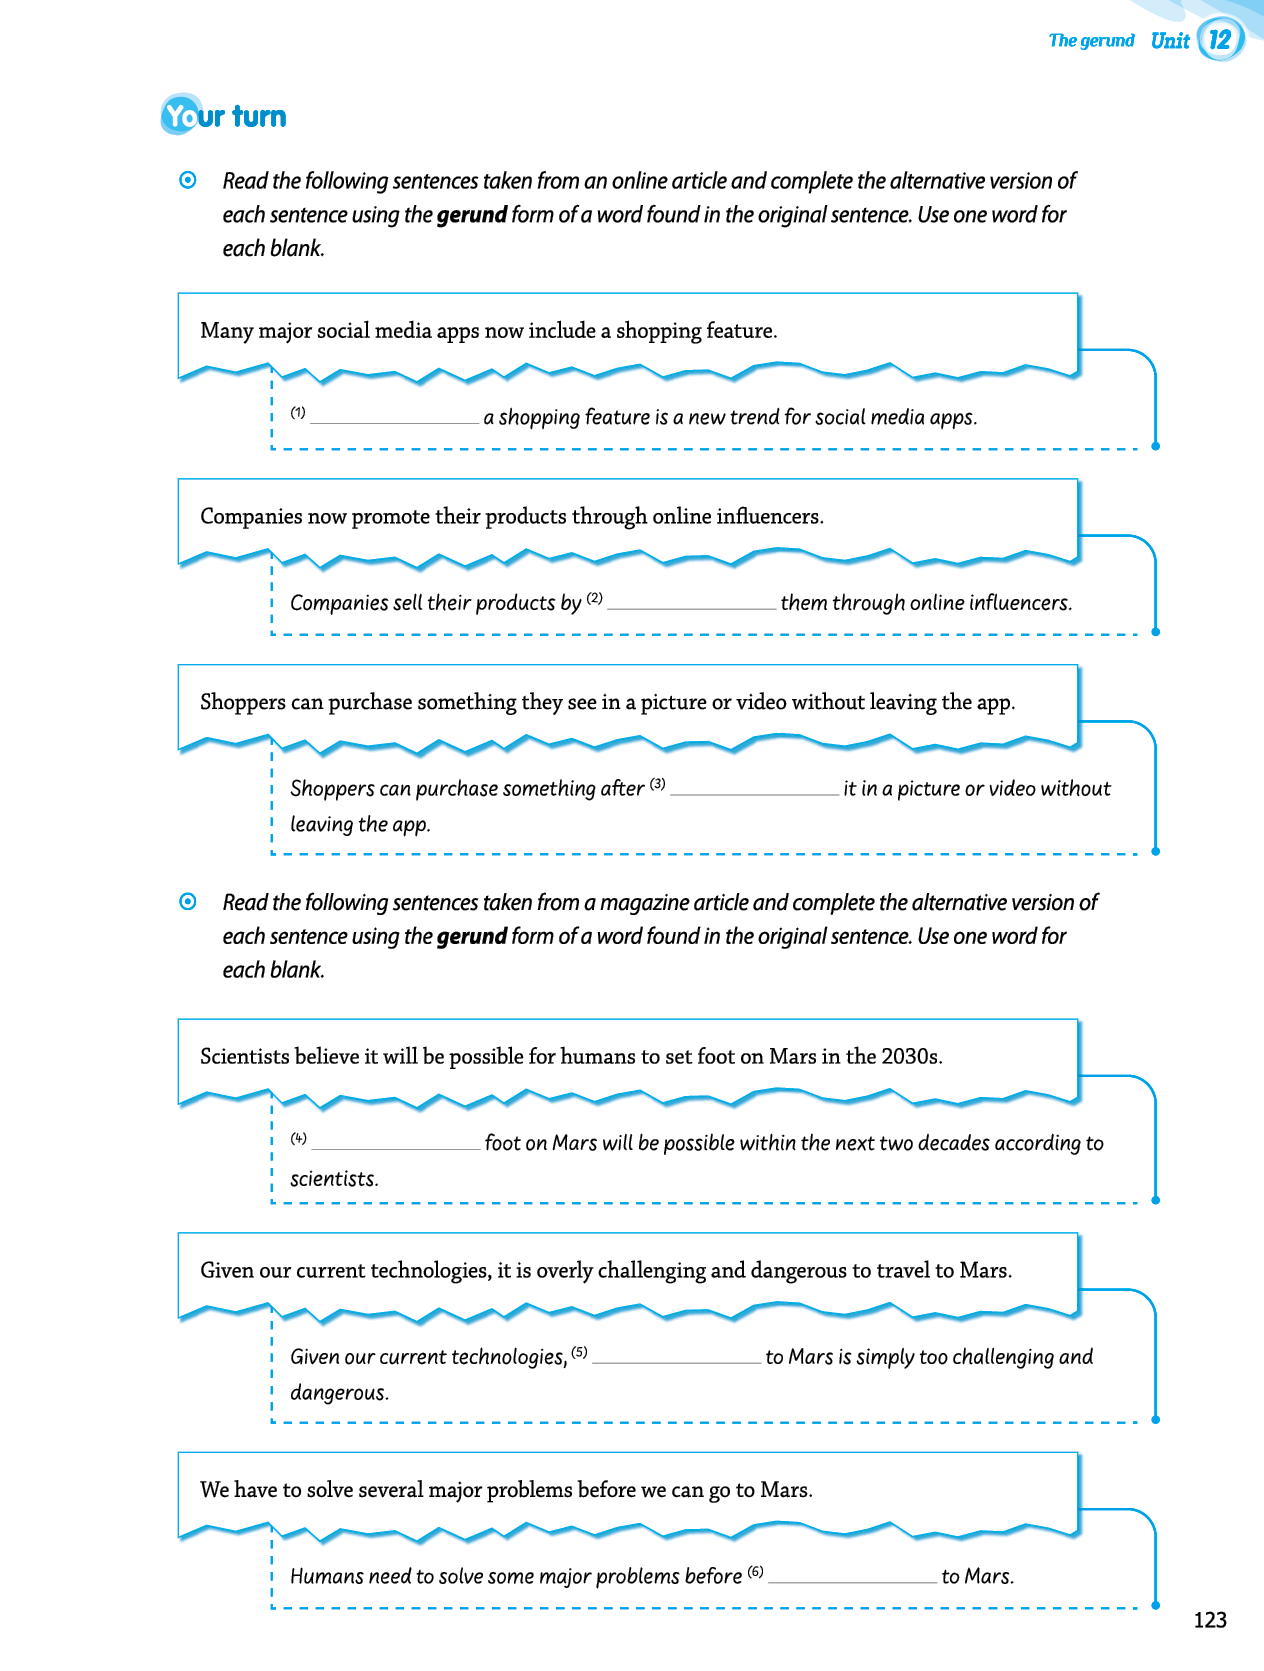 The gerund Unit 12
Your turn
Read the following sentences taken from an online article and complete the alternative version of
each sentence using the gerund form of a word found in the original sentence. Use one word for
each blank.
Many major social media apps now include a shopping feature.
(1) ________________ a shopping feature is a new trend for social media apps.
Companies now promote their products through online influencers.
Companies sell their products by (2) ________________ them through online influencers.
Shoppers can purchase something they see in a picture or video without leaving the app.
Shoppers can purchase something after (3) ________________ it in a picture or video without
leaving the app.
Read the following sentences taken from a magazine article and complete the alternative version of
each sentence using the gerund form of a word found in the original sentence. Use one word for
each blank.
Scientists believe it will be possible for humans to set foot on Mars in the 2030s.
(4) ________________ foot on Mars will be possible within the next two decades according to
scientists.
Given our current technologies, it is overly challenging and dangerous to travel to Mars.
Given our current technologies, (5) ________________ to Mars is simply too challenging and
dangerous.
We have to solve several major problems before we can go to Mars.
Humans need to solve some major problems before (6) ________________ to Mars.
123